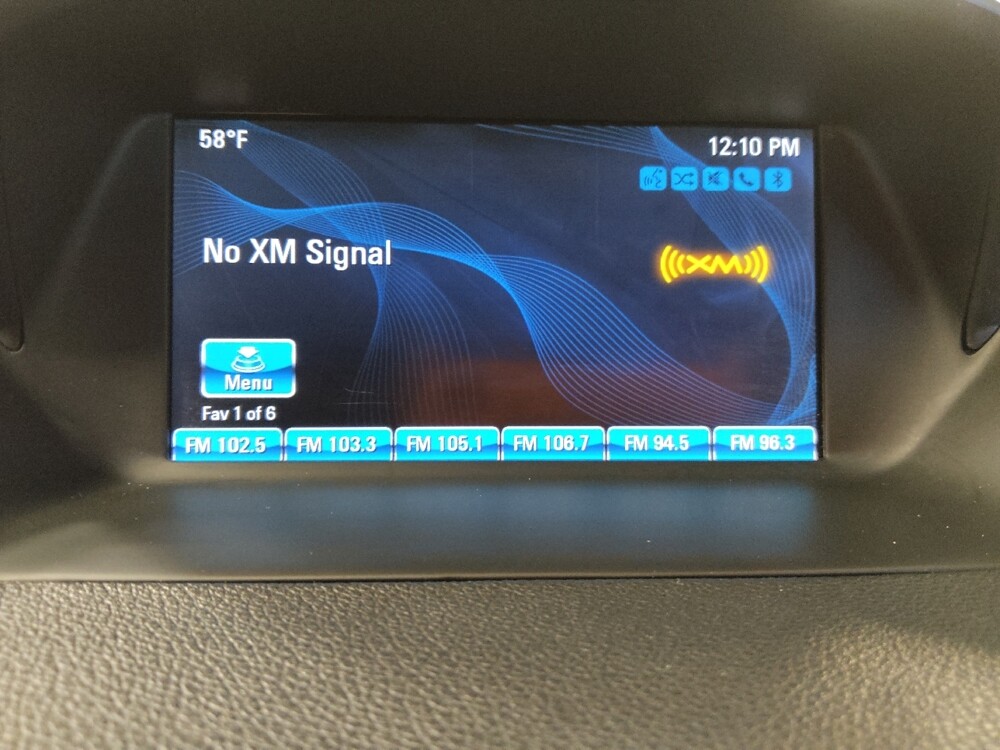 58°F
12:10 PM
No XM Signal
((XM))
Menu
Fav 1 of 6
FM 102.5 FM 103.3 FM 105.1 FM 106.7 FM 94.5 FM 96.3